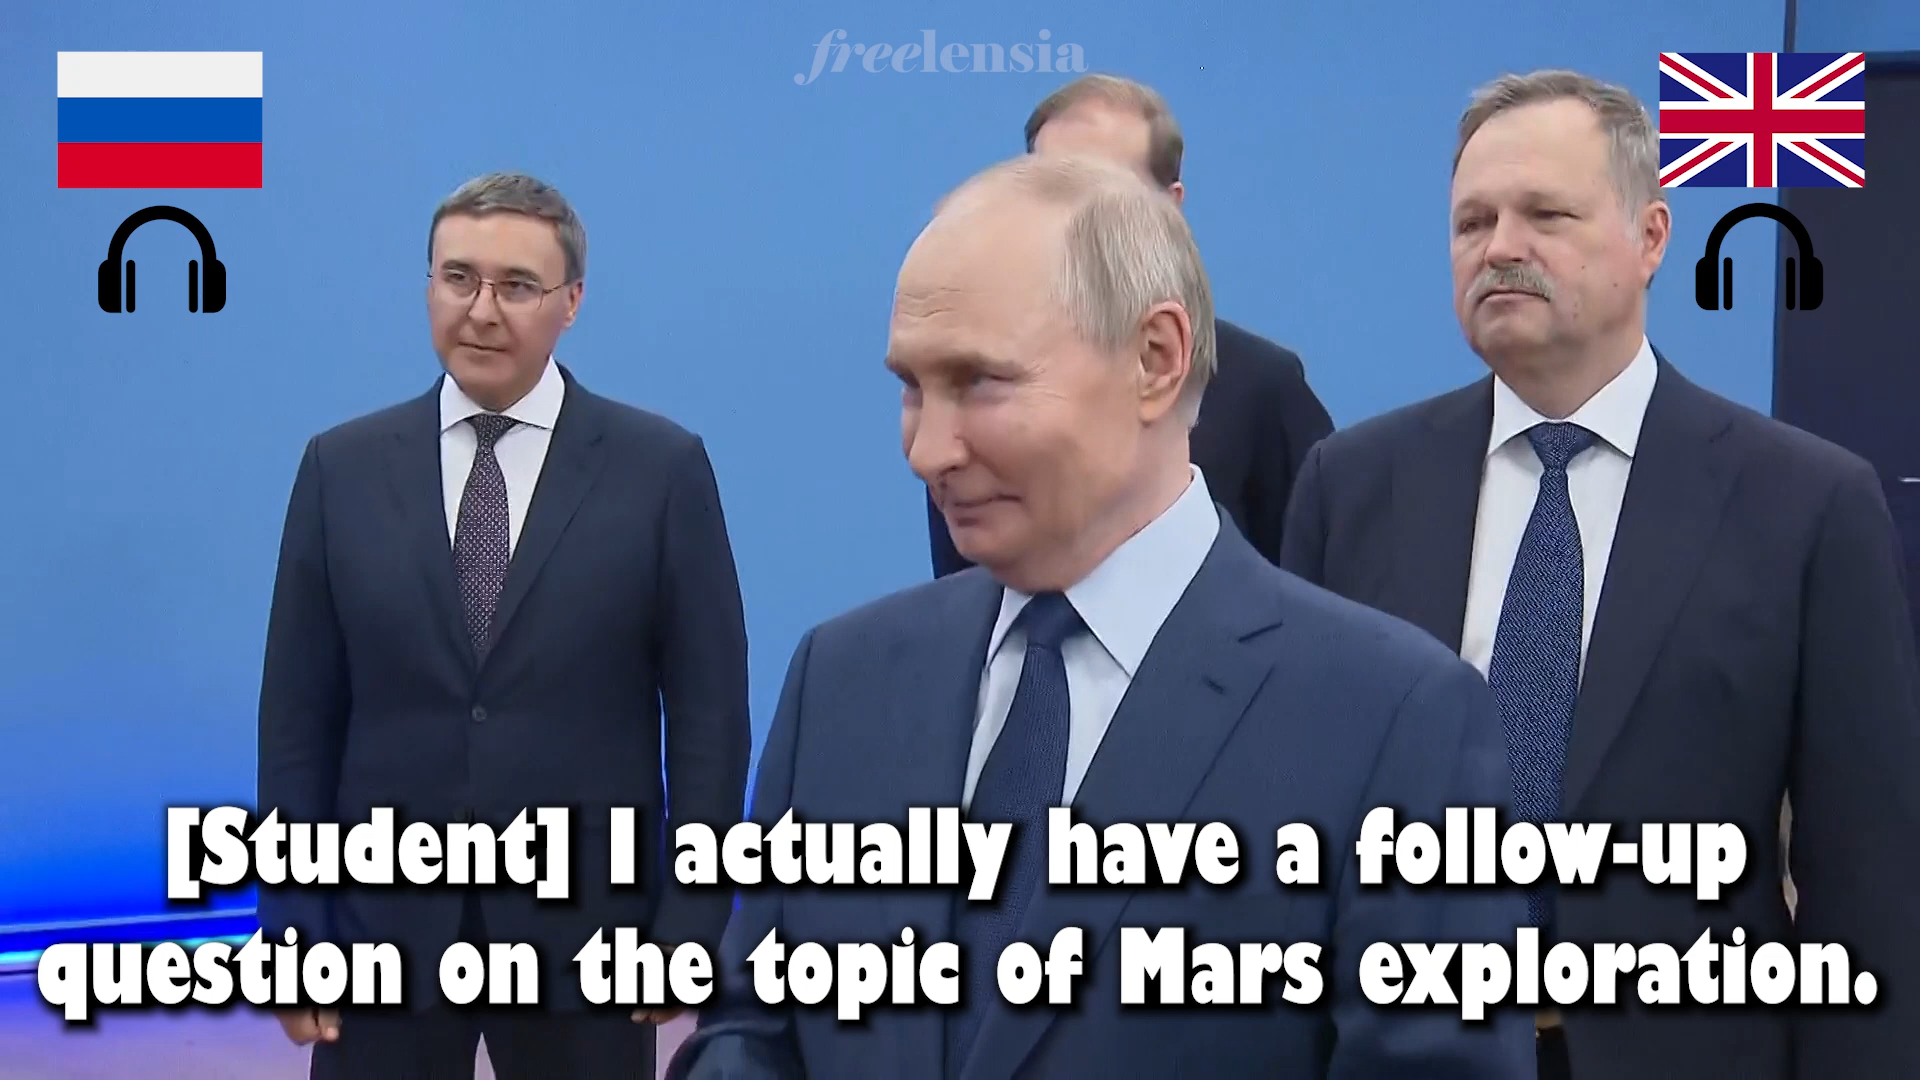 freelensia
[Student] I actually have a follow-up
question on the topic of Mars exploration.